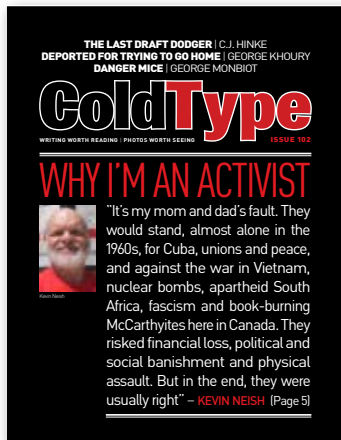 THE LAST DRAFT DODGER | C.J. HINKE
DEPORTED FOR TRYING TO GO HOME | GEORGE KHOURY
DANGER MICE | GEORGE MONBIOT
ColdType
WRITING WORTH READING | PHOTOS WORTH SEEING
ISSUE 102
WHY I'M AN ACTIVIST
"It's my mom and dad's fault. They
would stand, almost alone in the
1960s, for Cuba, unions and peace,
and against the war in Vietnam,
nuclear bombs, apartheid South
Africa, fascism and book-burning
McCarthyites here in Canada. They
risked financial loss, political and
social banishment and physical
assault. But in the end, they were
usually right" – KEVIN NEISH (Page 5)
Kevin Neish